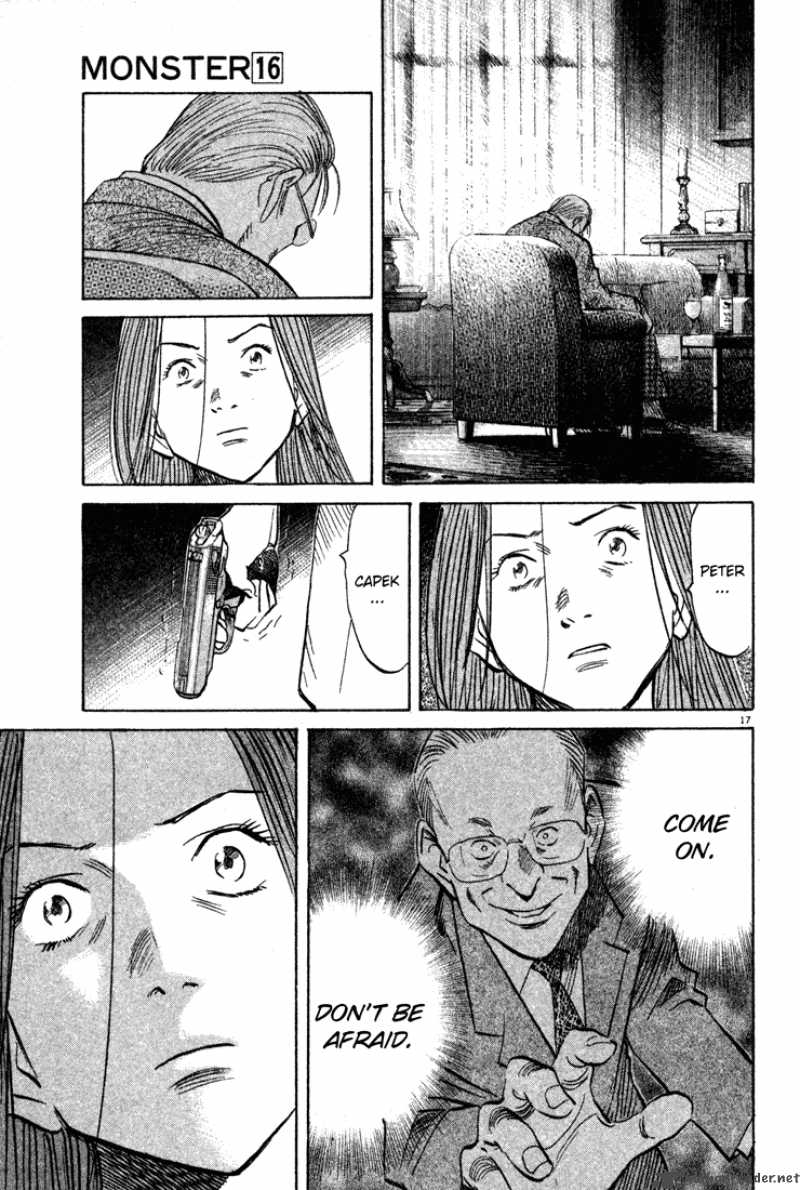 MONSTER 16
PETER
...
CAPEK
...
17
COME
ON.
DON'T BE
AFRAID.
der.net